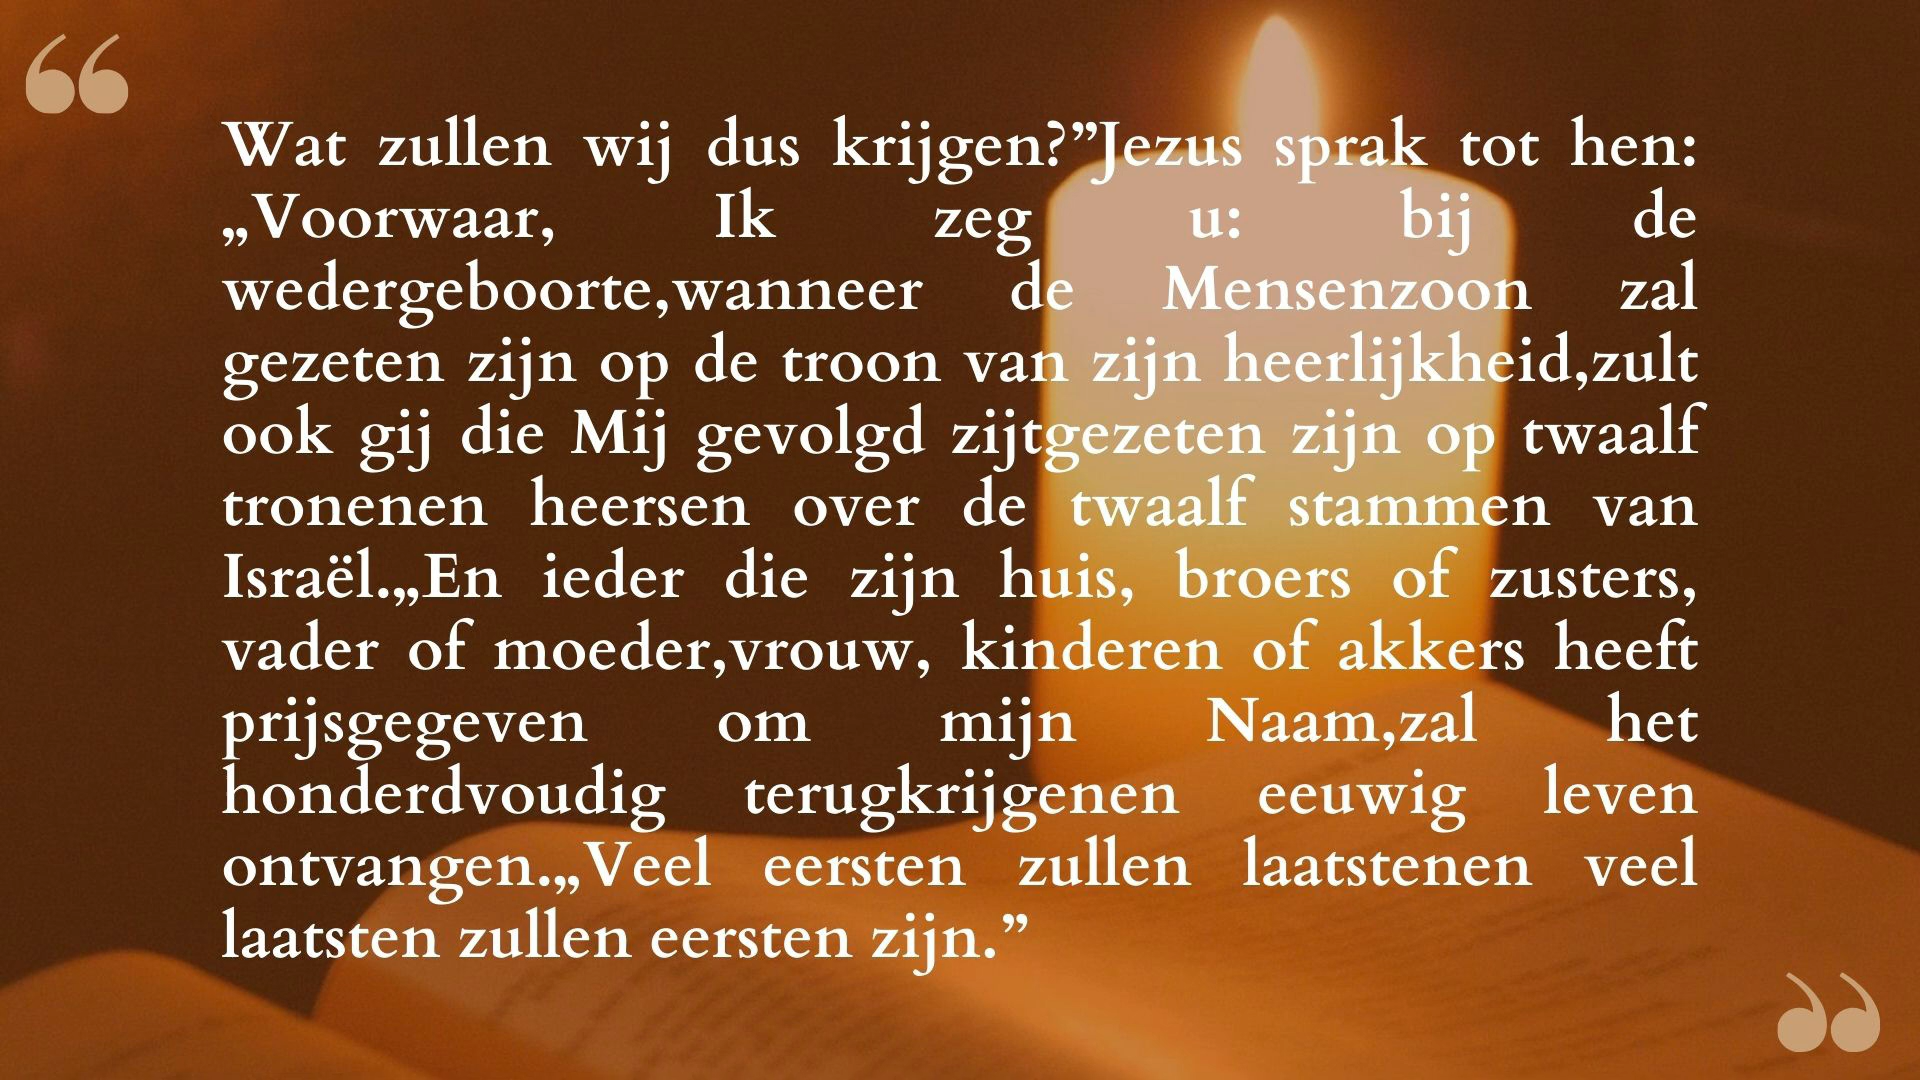 Wat zullen wij dus krijgen?”Jezus sprak tot hen:
„Voorwaar, Ik zeg u: bij de
wedergeboorte,wanneer de Mensenzoon zal
gezeten zijn op de troon van zijn heerlijkheid,zult
ook gij die Mij gevolgd zijtgezeten zijn op twaalf
tronenen heersen over de twaalf stammen van
Israël.„En ieder die zijn huis, broers of zusters,
vader of moeder,vrouw, kinderen of akkers heeft
prijsgegeven om mijn Naam,zal het
honderdvoudig terugkrijgenen eeuwig leven
ontvangen.„Veel eersten zullen laatstenen veel
laatsten zullen eersten zijn.”